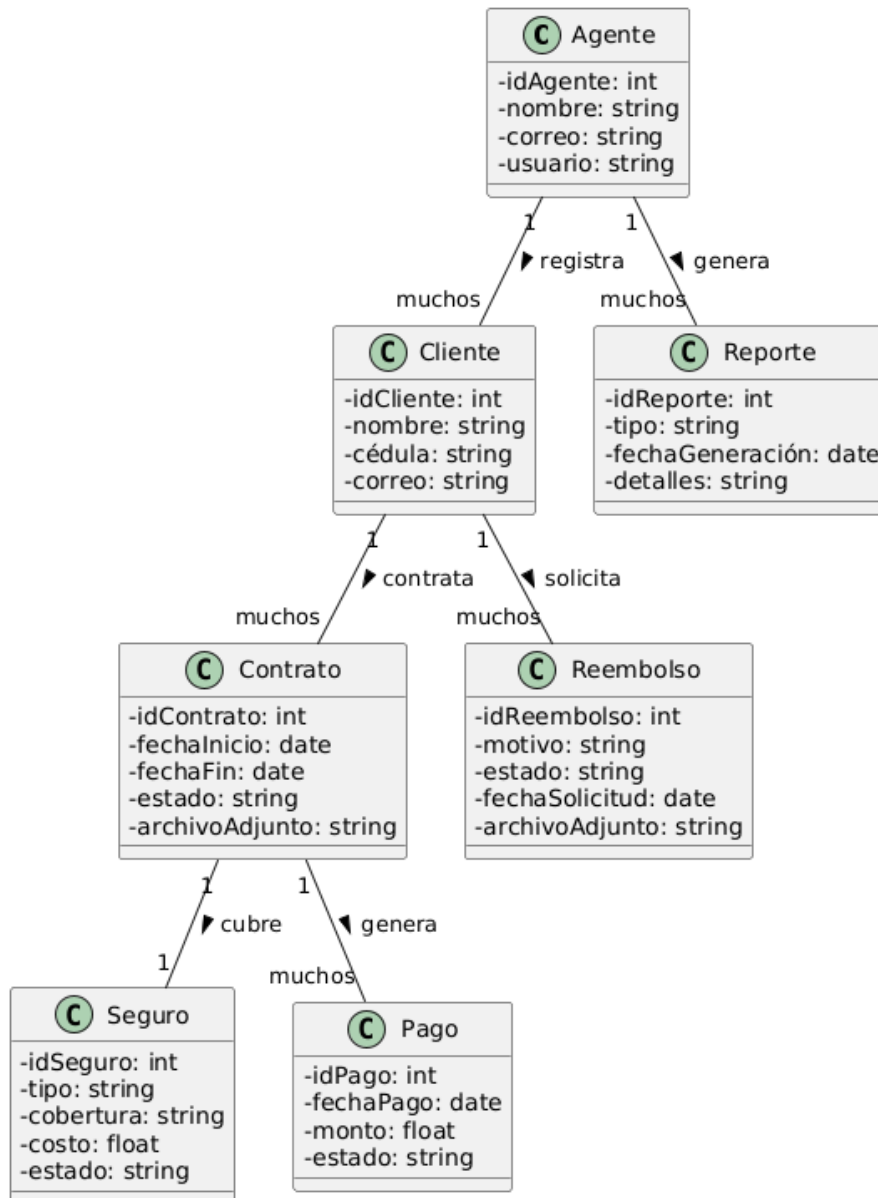 C Agente
-idAgente: int
-nombre: string
-correo: string
-usuario: string
1
1
registra
genera
muchos
muchos
C Cliente
-idCliente: int
-nombre: string
-cédula: string
-correo: string
C Reporte
-idReporte: int
-tipo: string
-fechaGeneración: date
-detalles: string
1
1
contrata
solicita
muchos
muchos
C Contrato
-idContrato: int
-fechaInicio: date
-fechaFin: date
-estado: string
-archivoAdjunto: string
C Reembolso
-idReembolso: int
-motivo: string
-estado: string
-fechaSolicitud: date
-archivoAdjunto: string
1
1
cubre
genera
1
muchos
C Seguro
-idSeguro: int
-tipo: string
-cobertura: string
-costo: float
-estado: string
C Pago
-idPago: int
-fechaPago: date
-monto: float
-estado: string